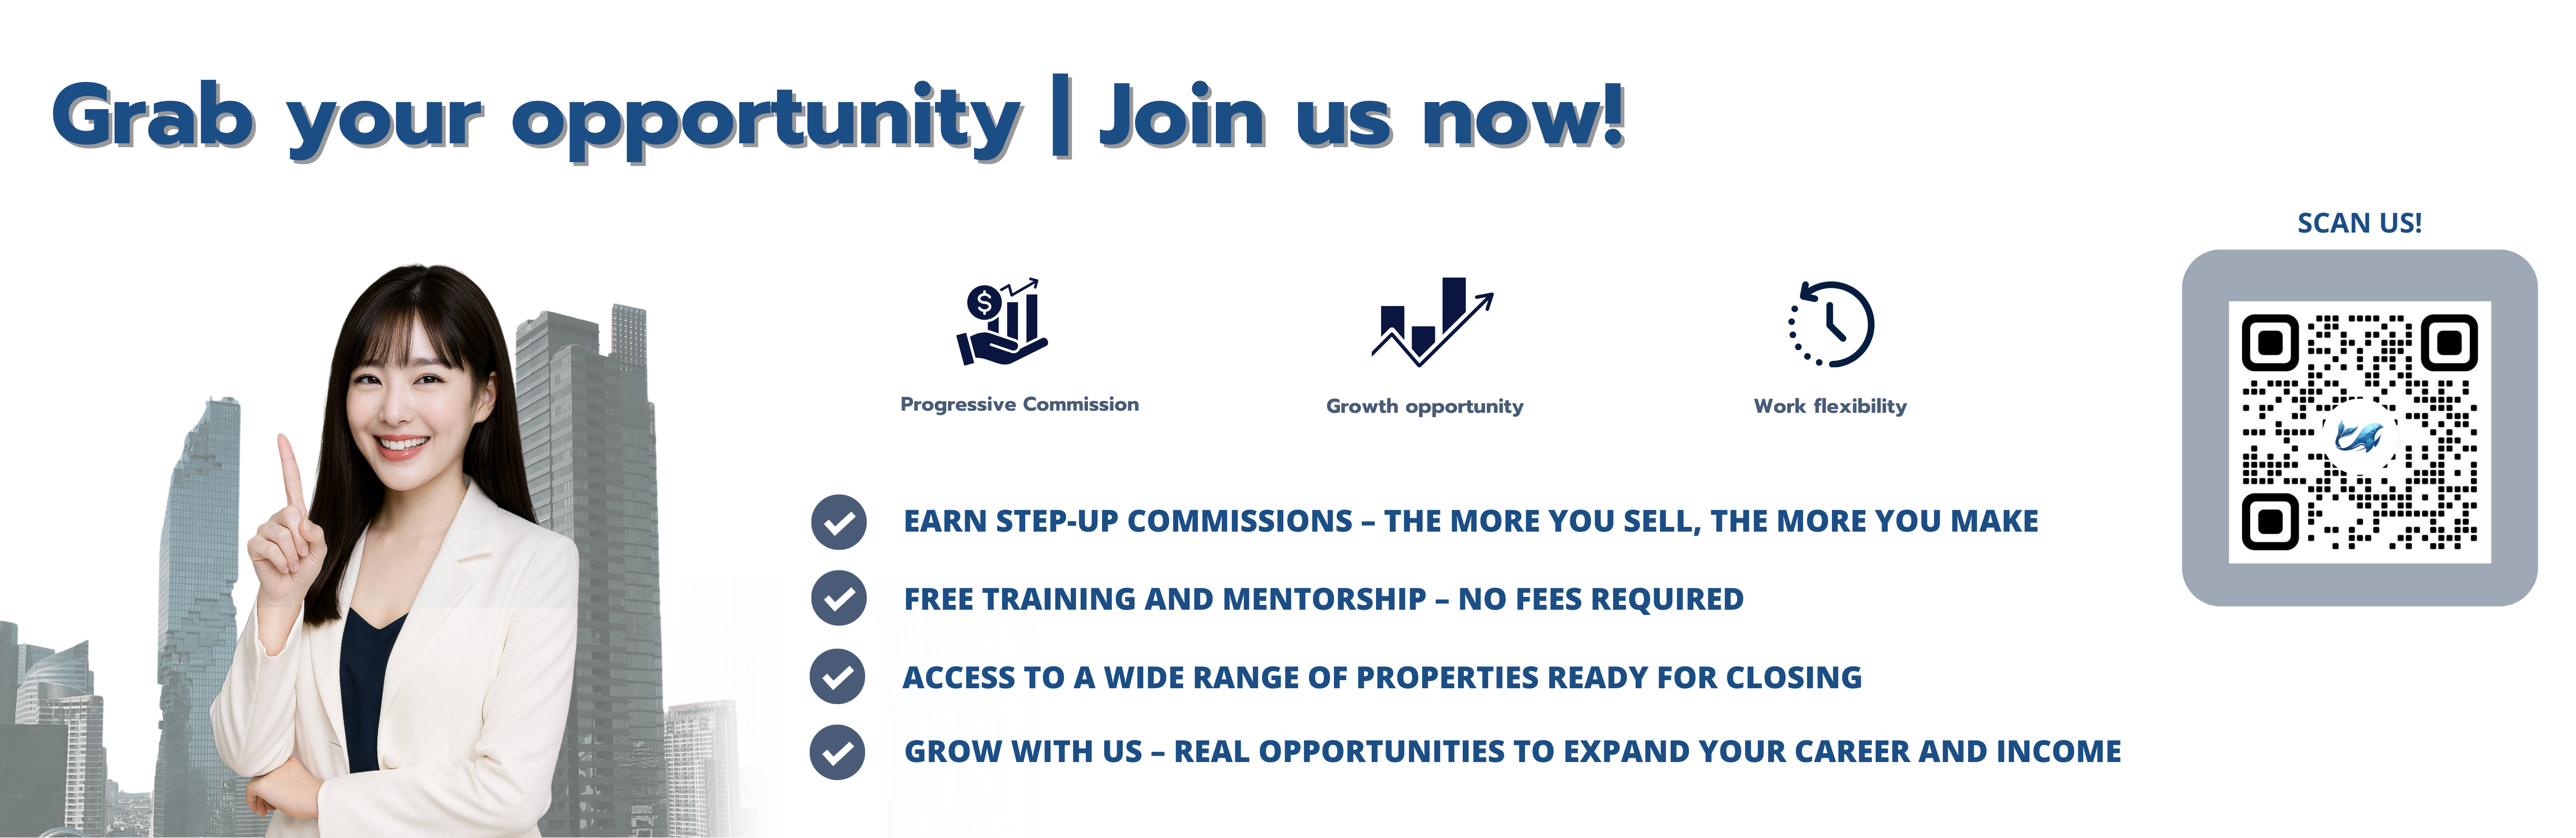 Grab your opportunity | Join us now!
SCAN US!
$
Progressive Commission
Growth opportunity
Work flexibility
EARN STEP-UP COMMISSIONS – THE MORE YOU SELL, THE MORE YOU MAKE
FREE TRAINING AND MENTORSHIP – NO FEES REQUIRED
ACCESS TO A WIDE RANGE OF PROPERTIES READY FOR CLOSING
GROW WITH US – REAL OPPORTUNITIES TO EXPAND YOUR CAREER AND INCOME